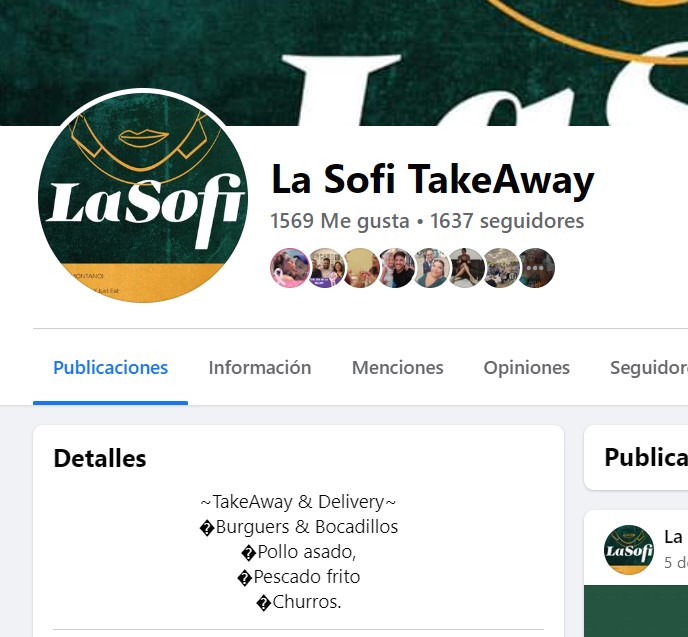 LaSofi
MONTANO)
Just Eat
La Sofi TakeAway
1569 Me gusta • 1637 seguidores
Publicaciones Información Menciones Opiniones Seguidor
Detalles
~TakeAway & Delivery~
�Burguers & Bocadillos
�Pollo asado,
�Pescado frito
�Churros.
Publica
LaSofi
La
5 d